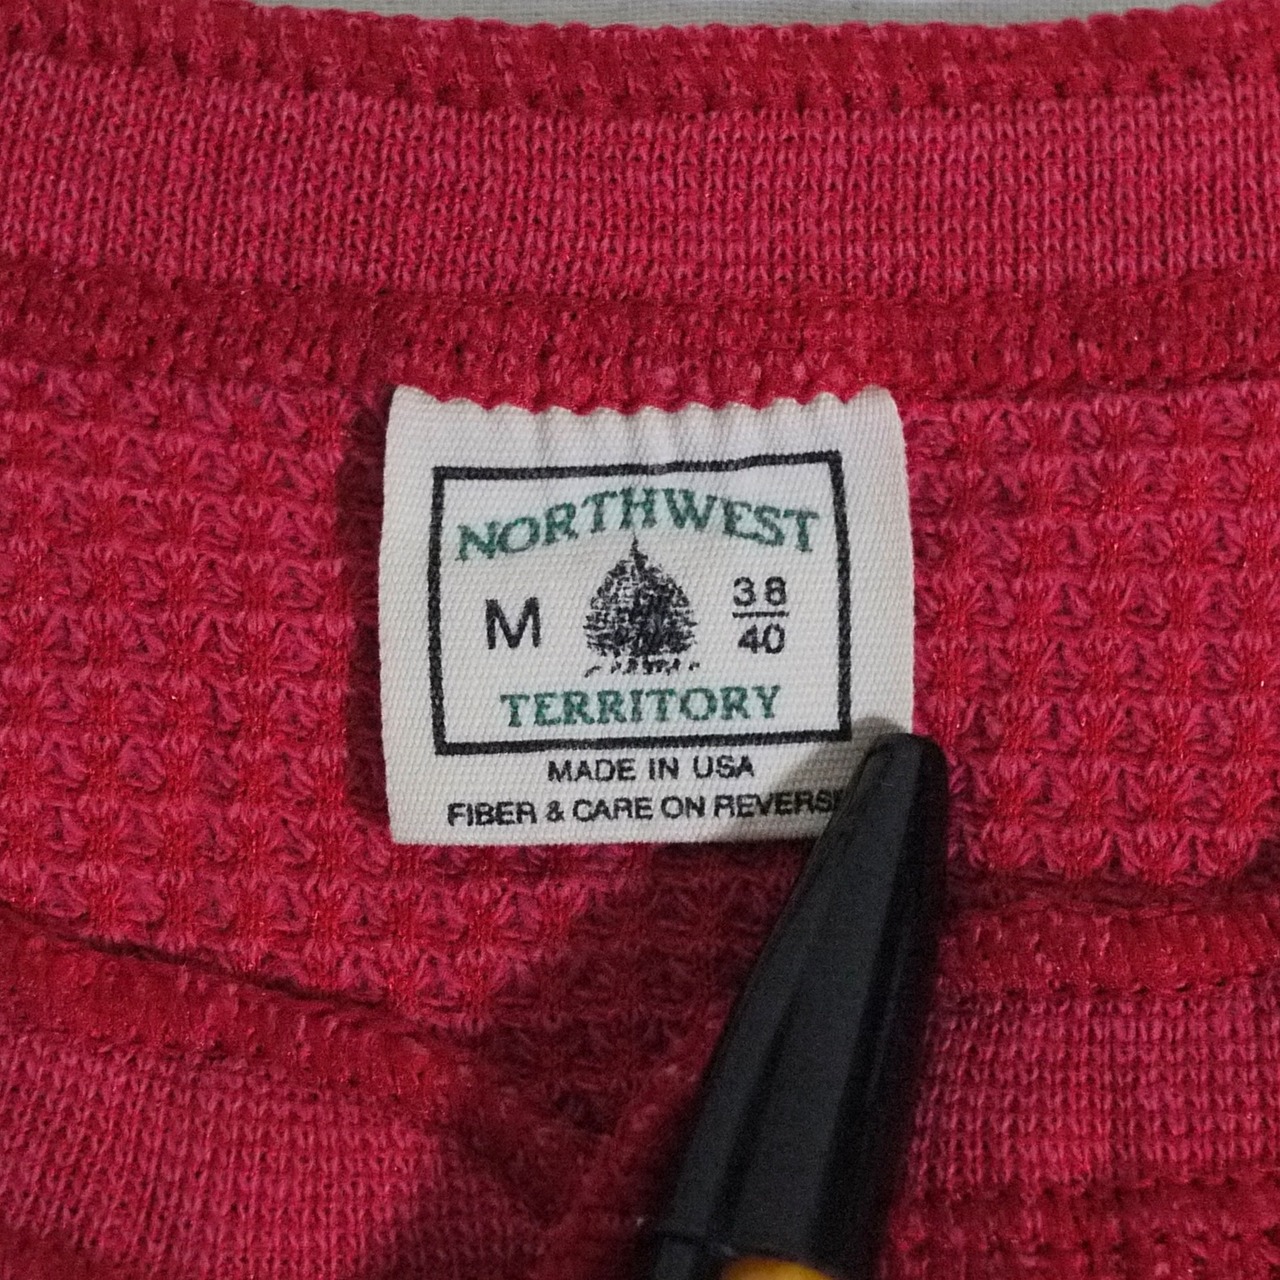 NORTHWEST
M
38
40
TERRITORY
MADE IN USA
FIBER & CARE ON REVERSE